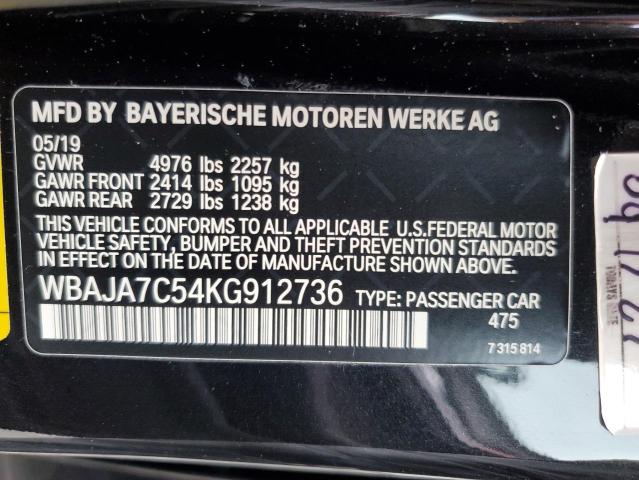 MFD BY BAYERISCHE MOTOREN WERKE AG
05/19
GVWR 4976 lbs 2257 kg
GAWR FRONT 2414 lbs 1095 kg
GAWR REAR 2729 lbs 1238 kg
THIS VEHICLE CONFORMS TO ALL APPLICABLE U.S.FEDERAL MOTOR
VEHICLE SAFETY, BUMPER AND THEFT PREVENTION STANDARDS
IN EFFECT ON THE DATE OF MANUFACTURE SHOWN ABOVE.
WBAJA7C54KG912736 TYPE: PASSENGER CAR
475
7 315 814